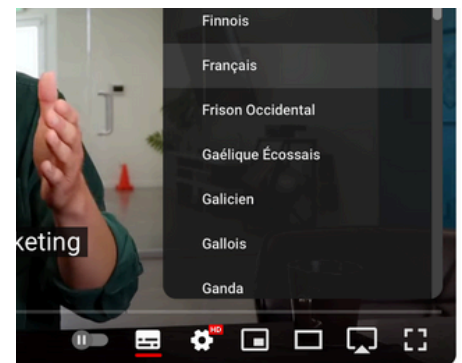 Finnois
Français
Frison Occidental
Gaélique Écossais
Galicien
keting
Gallois
Ganda
HD